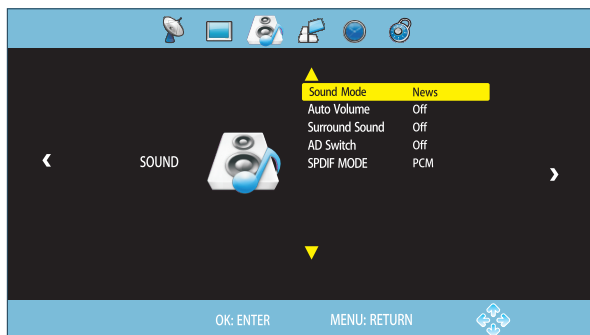 Sound Mode News
Auto Volume Off
Surround Sound Off
AD Switch Off
SPDIF MODE PCM
SOUND
OK: ENTER MENU: RETURN